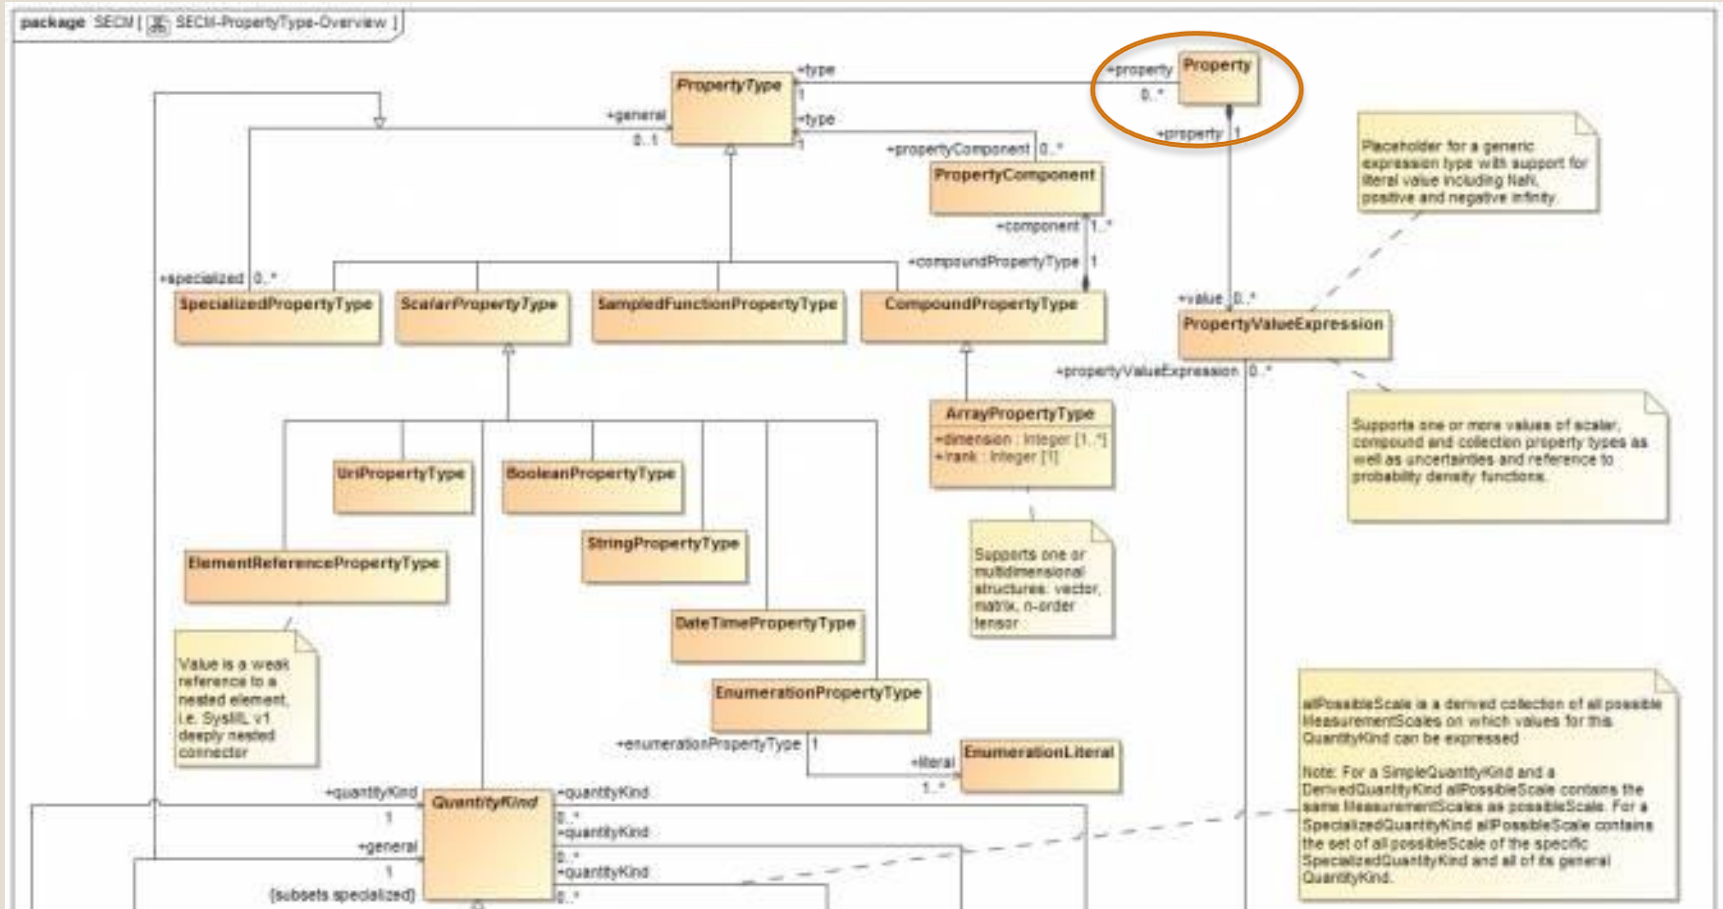 package SECM [ SECM-PropertyType-Overview ]
PropertyType
+type
1
+property
0..*
Property
+general
0..1
+type
1
+property 1
+propertyComponent 0..*
PropertyComponent
Placeholder for a generic
expression type with support for
literal value including NaN,
positive and negative infinity.
+component 1..*
+compoundPropertyType 1
+specialized 0..*
+value 0..*
SpecializedPropertyType
ScalarPropertyType
SampledFunctionPropertyType
CompoundPropertyType
PropertyValueExpression
+propertyValueExpression 0..*
ArrayPropertyType
+dimension : Integer [1..*]
+/rank : Integer [1]
Supports one or more values of scalar,
compound and collection property types as
well as uncertainties and reference to
probability density functions.
UriPropertyType
BooleanPropertyType
StringPropertyType
ElementReferencePropertyType
Supports one or
multidimensional
structures: vector,
matrix, n-order
tensor
DateTimePropertyType
Value is a weak
reference to a
nested element,
i.e. SysML v1
deeply nested
connector
EnumerationPropertyType
+enumerationPropertyType 1
+literal
1..*
EnumerationLiteral
allPossibleScale is a derived collection of all possible
MeasurementScales on which values for this
QuantityKind can be expressed
Note: For a SimpleQuantityKind and a
DerivedQuantityKind allPossibleScale contains the
same MeasurementScales as possibleScale. For a
SpecializedQuantityKind allPossibleScale contains
the set of all possibleScale of the specific
SpecializedQuantityKind and all of its general
QuantityKind.
+quantityKind
1
QuantityKind
+quantityKind
0..*
+quantityKind
0..*
+general
1
+quantityKind
0..*
{subsets specialized}